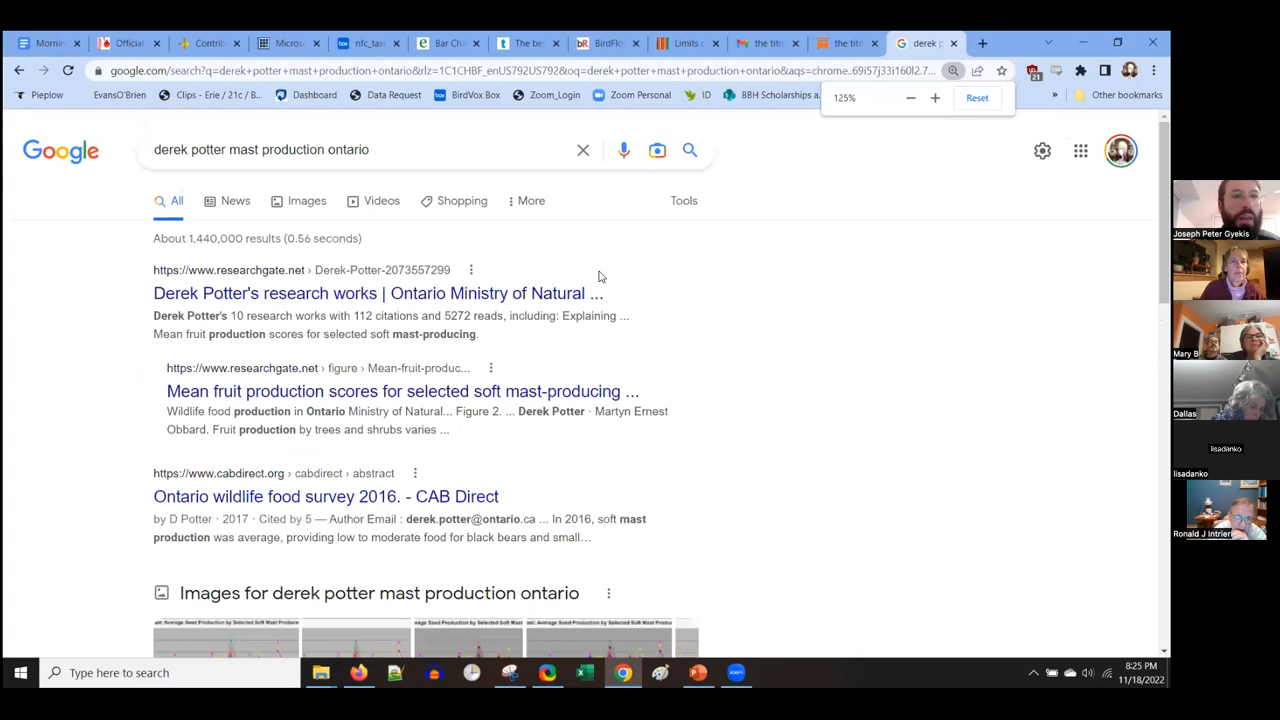 Mornin
Official
Contrib
Micros
nfc_tax
Bar Ch
The be
BirdFlo
Limits o
the titn
the titn
derek p
google.com/search?q=derek+potter+mast+production+ontario&rlz=1C1CHBF_enUS792US792&oq=derek+potter+mast+production+ontario&aqs=chrome..69i57j33i160l2.7...
21
Pieplow
EvansO'Brien
Clips - Erie / 21c / B...
Dashboard
Data Request
BirdVox Box
Zoom_Login
Zoom Personal
ID
BBH Scholarships a...
»
Other bookmarks
125%
Reset
Google
derek potter mast production ontario
All
News
Images
Videos
Shopping
More
Tools
About 1,440,000 results (0.56 seconds)
https://www.researchgate.net › Derek-Potter-2073557299
Derek Potter's research works | Ontario Ministry of Natural ...
Derek Potter's 10 research works with 112 citations and 5272 reads, including: Explaining ...
Mean fruit production scores for selected soft mast-producing.
https://www.researchgate.net › figure › Mean-fruit-produc...
Mean fruit production scores for selected soft mast-producing ...
Wildlife food production in Ontario Ministry of Natural... Figure 2. ... Derek Potter · Martyn Ernest
Obbard. Fruit production by trees and shrubs varies ...
https://www.cabdirect.org › cabdirect › abstract
Ontario wildlife food survey 2016. - CAB Direct
by D Potter · 2017 · Cited by 5 — Author Email : derek.potter@ontario.ca ... In 2016, soft mast
production was average, providing low to moderate food for black bears and small...
Images for derek potter mast production ontario
Type here to search
8:25 PM
11/18/2022
Joseph Peter Gyekis
Mary B
Dallas
lisadanko
lisadanko
Ronald J Intrieri